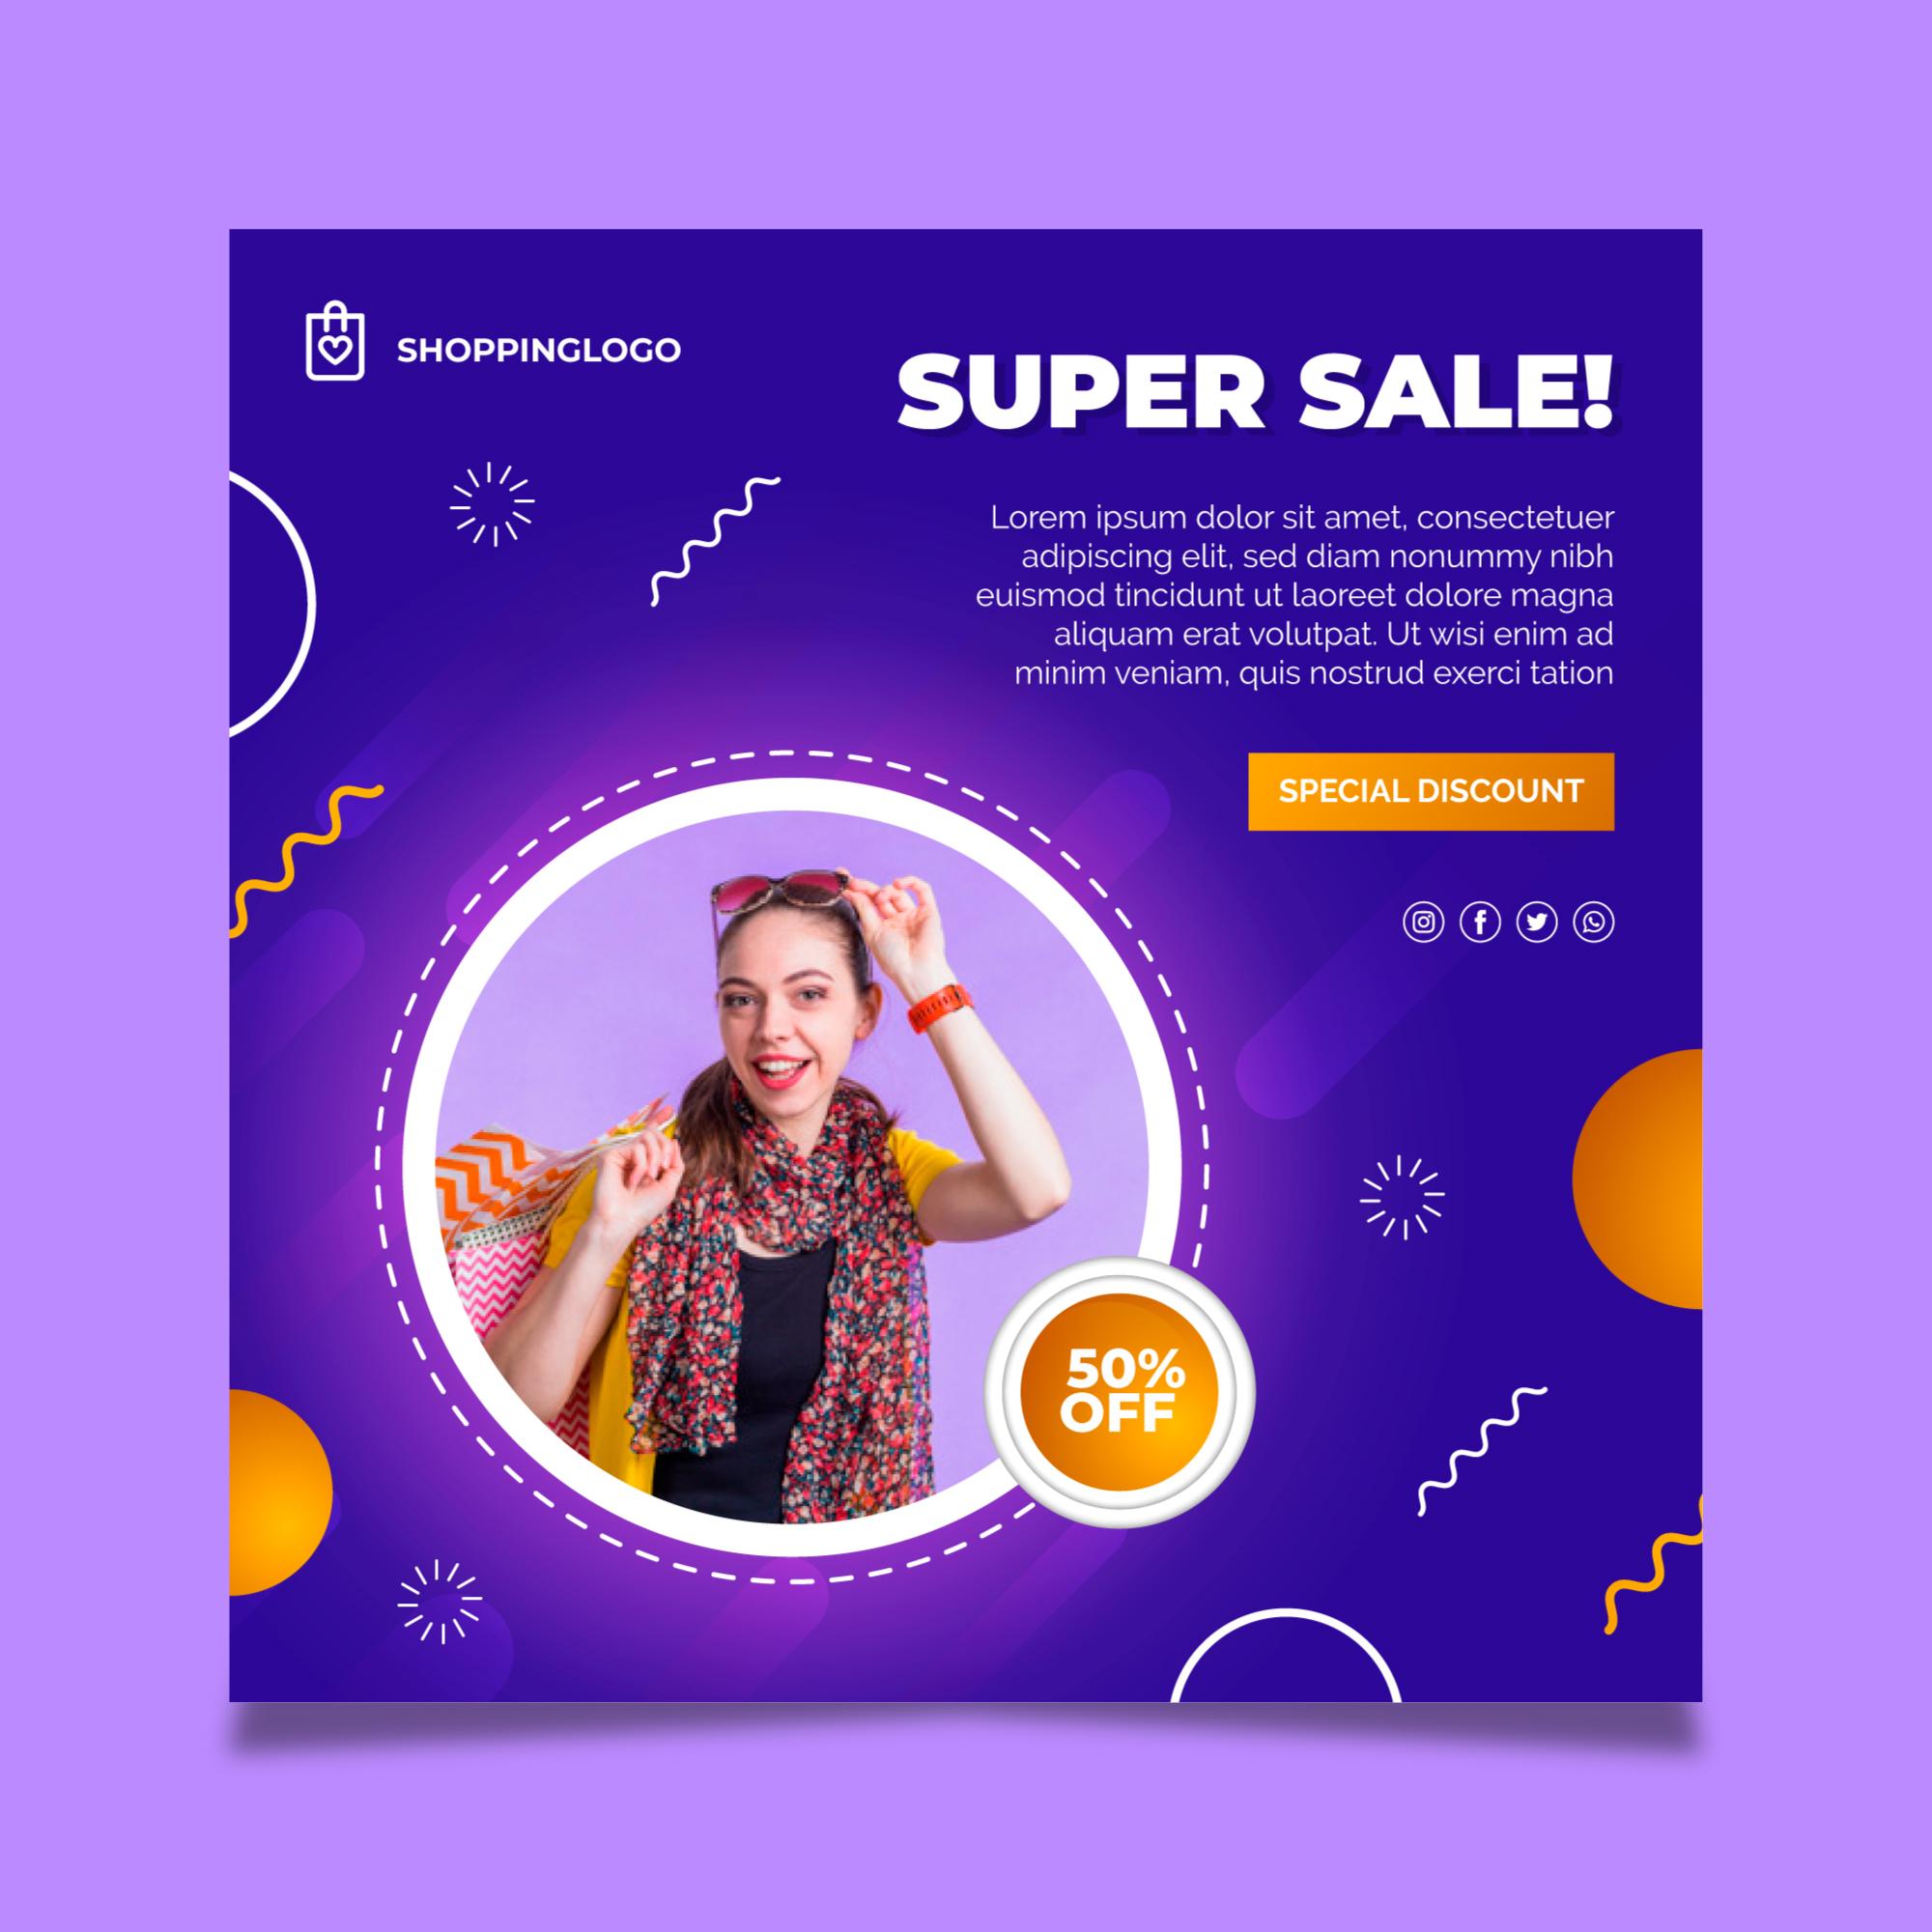 SHOPPINGLOGO
SUPER SALE!
Lorem ipsum dolor sit amet, consectetuer
adipiscing elit, sed diam nonummy nibh
euismod tincidunt ut laoreet dolore magna
aliquam erat volutpat. Ut wisi enim ad
minim veniam, quis nostrud exerci tation
SPECIAL DISCOUNT
50%
OFF